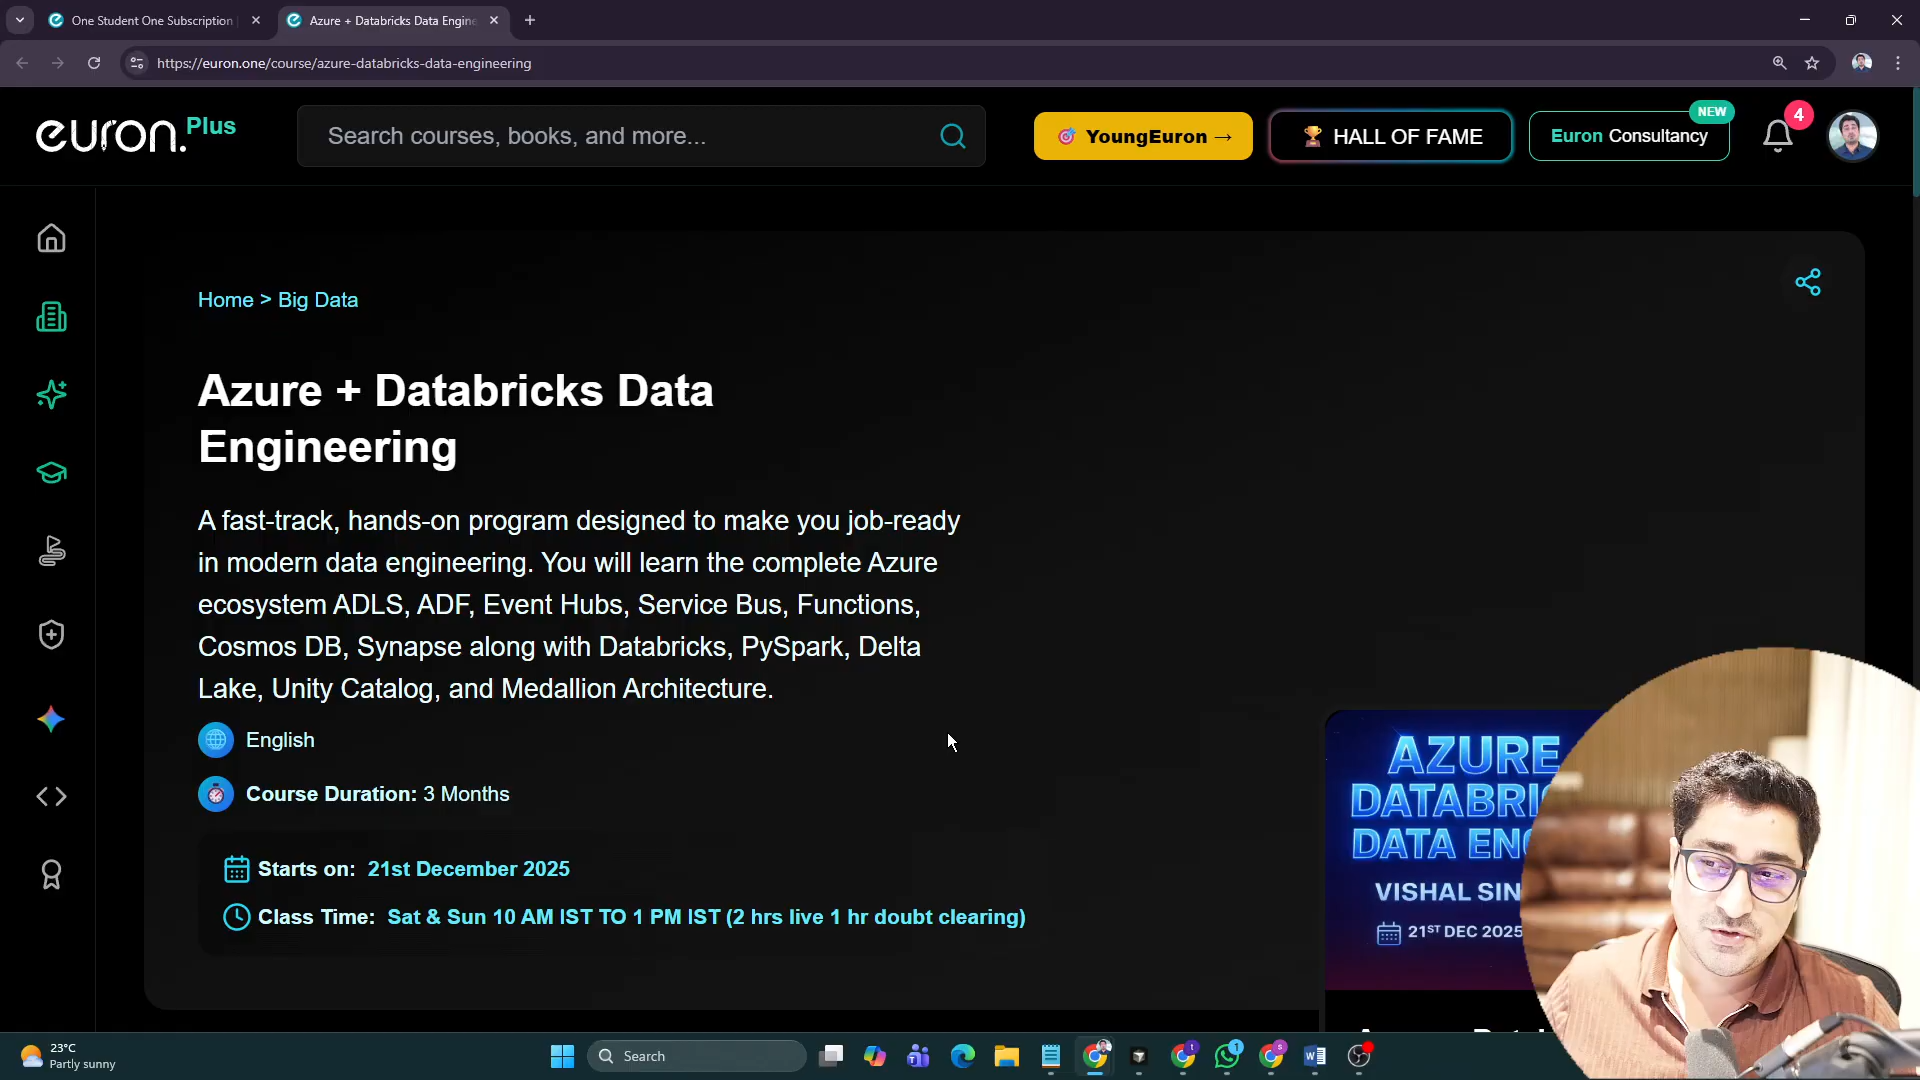 One Student One Subscription
Azure + Databricks Data Engine
https://euron.one/course/azure-databricks-data-engineering
euron. Plus
Search courses, books, and more...
YoungEuron →
HALL OF FAME
Euron Consultancy
NEW
4
Home > Big Data
Azure + Databricks Data
Engineering
A fast-track, hands-on program designed to make you job-ready
in modern data engineering. You will learn the complete Azure
ecosystem ADLS, ADF, Event Hubs, Service Bus, Functions,
Cosmos DB, Synapse along with Databricks, PySpark, Delta
Lake, Unity Catalog, and Medallion Architecture.
English
Course Duration: 3 Months
Starts on: 21st December 2025
Class Time: Sat & Sun 10 AM IST TO 1 PM IST (2 hrs live 1 hr doubt clearing)
AZURE
DATABRI
DATA EN
VISHAL SIN
21ST DEC 2025
23°C
Partly sunny
Search
1